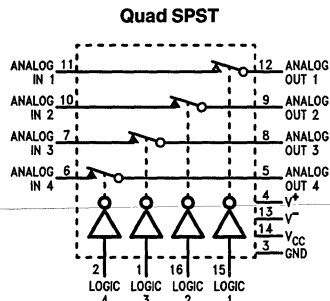 Quad SPST
ANALOG IN 1 11 12 ANALOG OUT 1
ANALOG IN 2 10 9 ANALOG OUT 2
ANALOG IN 3 7 8 ANALOG OUT 3
ANALOG IN 4 6 5 ANALOG OUT 4
4 V+
13 V−
14 VCC
3 GND
2 1 16 15
LOGIC LOGIC LOGIC LOGIC
4 3 2 1